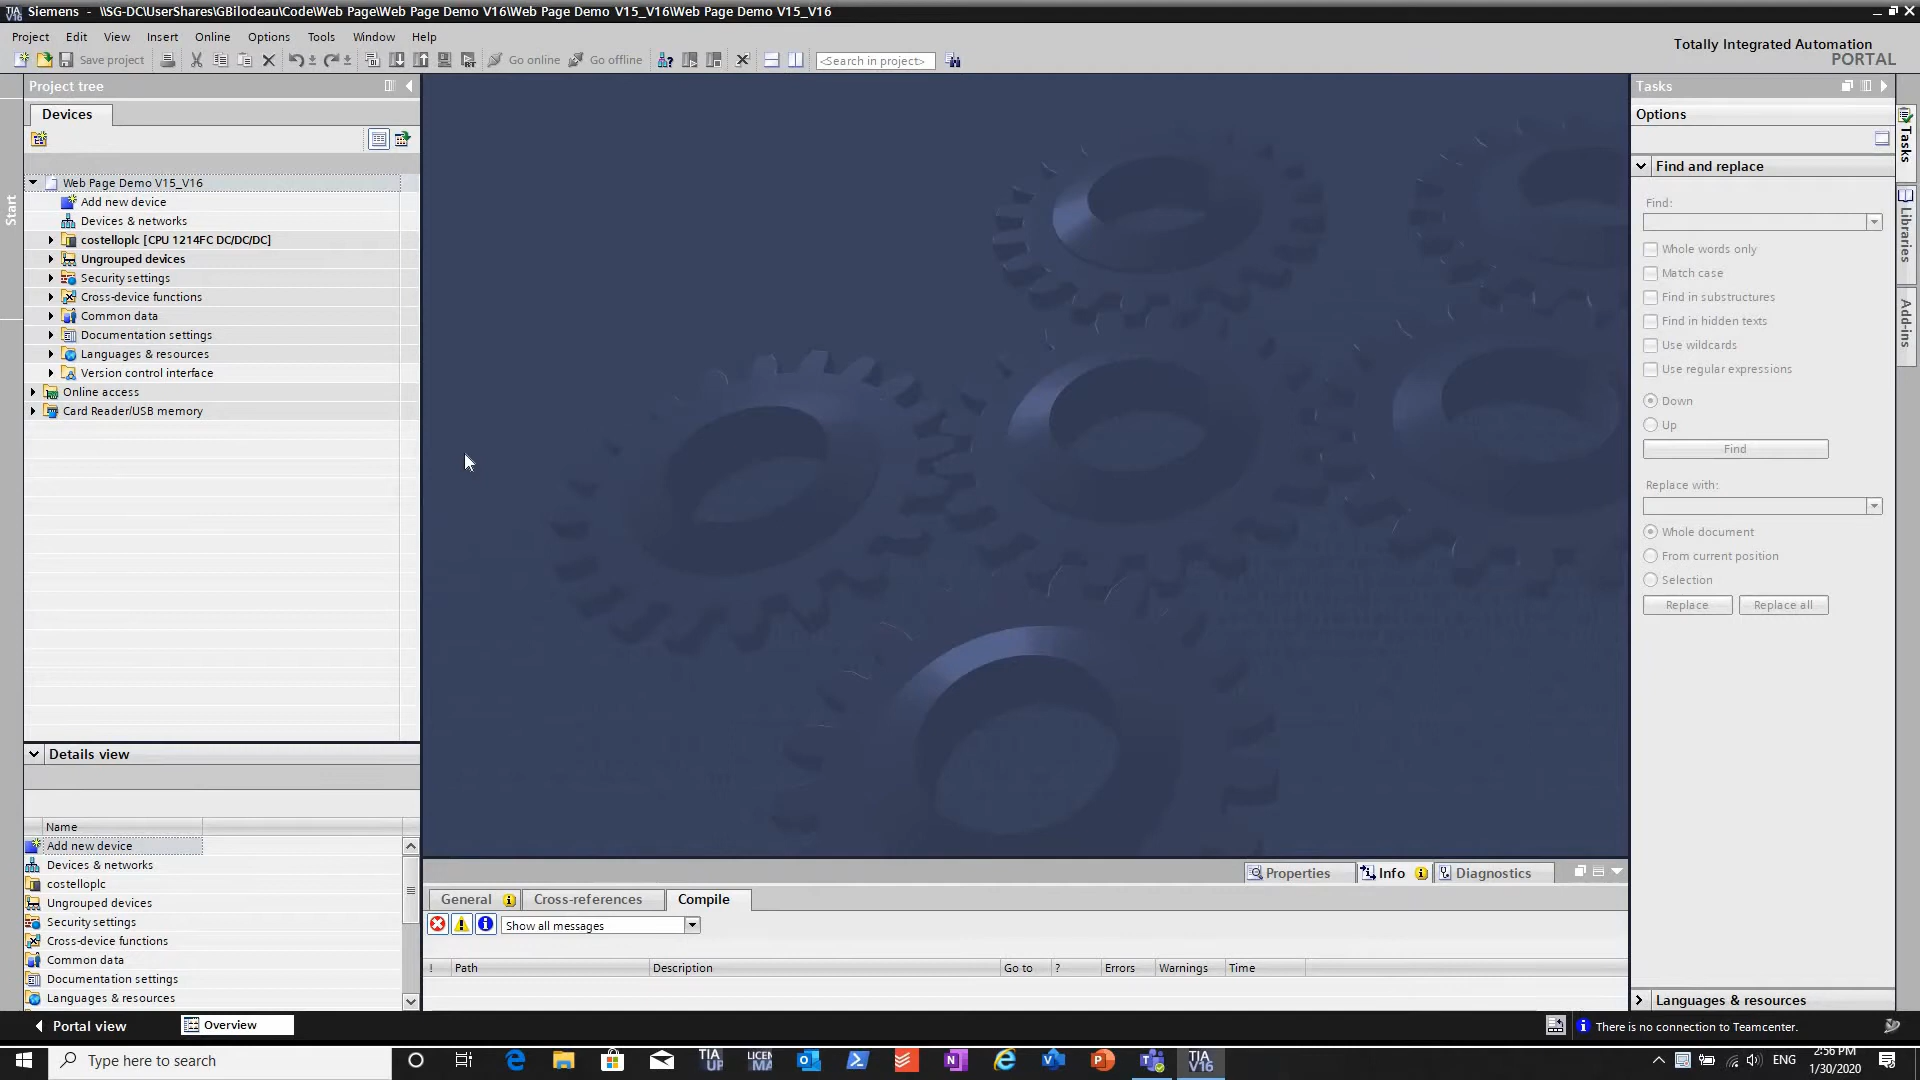 Siemens - \\SG-DC\UserShares\GBilodeau\Code\Web Page\Web Page Demo V16\Web Page Demo V15_V16\Web Page Demo V15_V16
Project Edit View Insert Online Options Tools Window Help
Totally Integrated Automation
PORTAL
Save project Go online Go offline <Search in project>
Project tree
Devices
Start
Web Page Demo V15_V16
Add new device
Devices & networks
costelloplc [CPU 1214FC DC/DC/DC]
Ungrouped devices
Security settings
Cross-device functions
Common data
Documentation settings
Languages & resources
Version control interface
Online access
Card Reader/USB memory
Details view
Name
Add new device
Devices & networks
costelloplc
Ungrouped devices
Security settings
Cross-device functions
Common data
Documentation settings
Languages & resources
Properties Info Diagnostics
General Cross-references Compile
Show all messages
! Path Description Go to ? Errors Warnings Time
Tasks
Options
Find and replace
Find:
Whole words only
Match case
Find in substructures
Find in hidden texts
Use wildcards
Use regular expressions
Down
Up
Find
Replace with:
Whole document
From current position
Selection
Replace Replace all
Languages & resources
Tasks
Libraries
Add-ins
Portal view Overview
There is no connection to Teamcenter.
Type here to search
TIA UP
LICEN MA
TIA V16
ENG
2:56 PM
1/30/2020